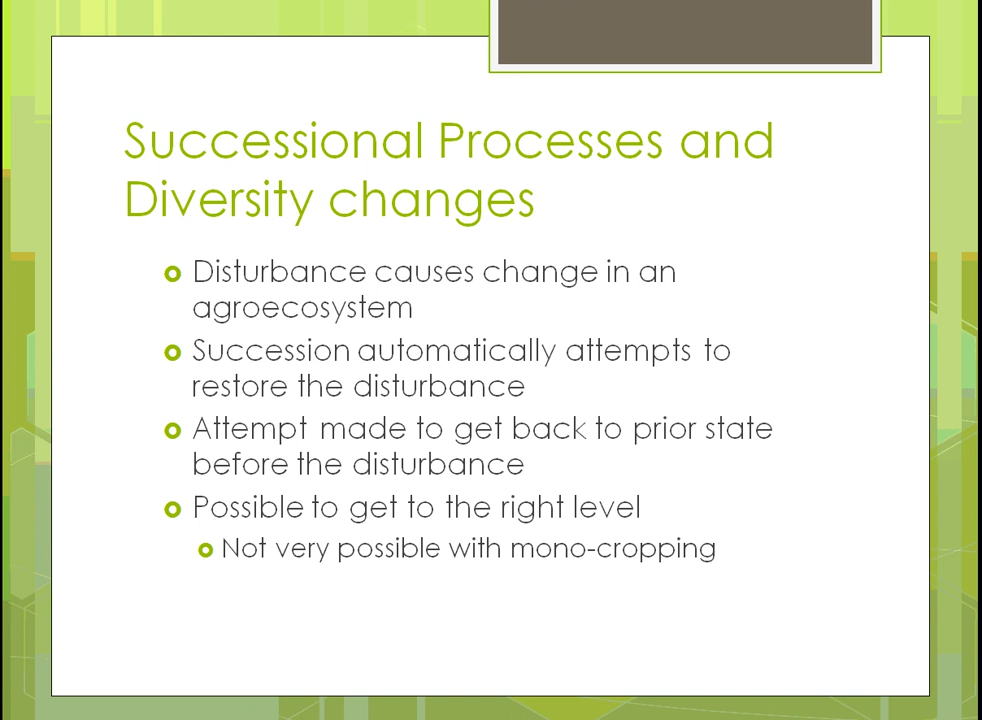 Successional Processes and
Diversity changes
Disturbance causes change in an
agroecosystem
Succession automatically attempts to
restore the disturbance
Attempt made to get back to prior state
before the disturbance
Possible to get to the right level
Not very possible with mono-cropping